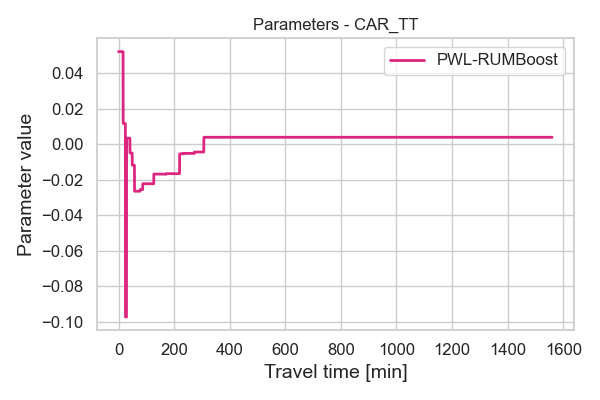 Parameters - CAR_TT
PWL-RUMBoost
Parameter value
0.04
0.02
0.00
−0.02
−0.04
−0.06
−0.08
−0.10
0 200 400 600 800 1000 1200 1400 1600
Travel time [min]